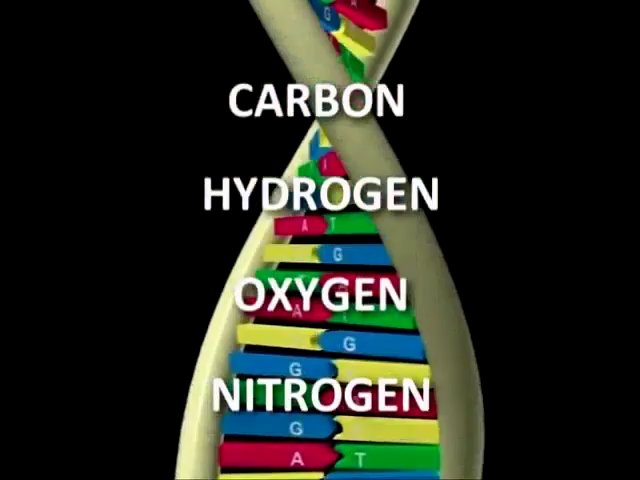 G
CARBON
HYDROGEN
A T
G
OXYGEN
A
G
G
NITROGEN
G
A T